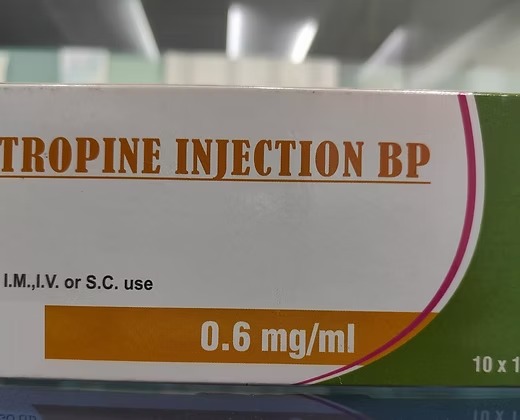 TROPINE INJECTION BP
I.M.,I.V. or S.C. use
0.6 mg/ml
10 x 1